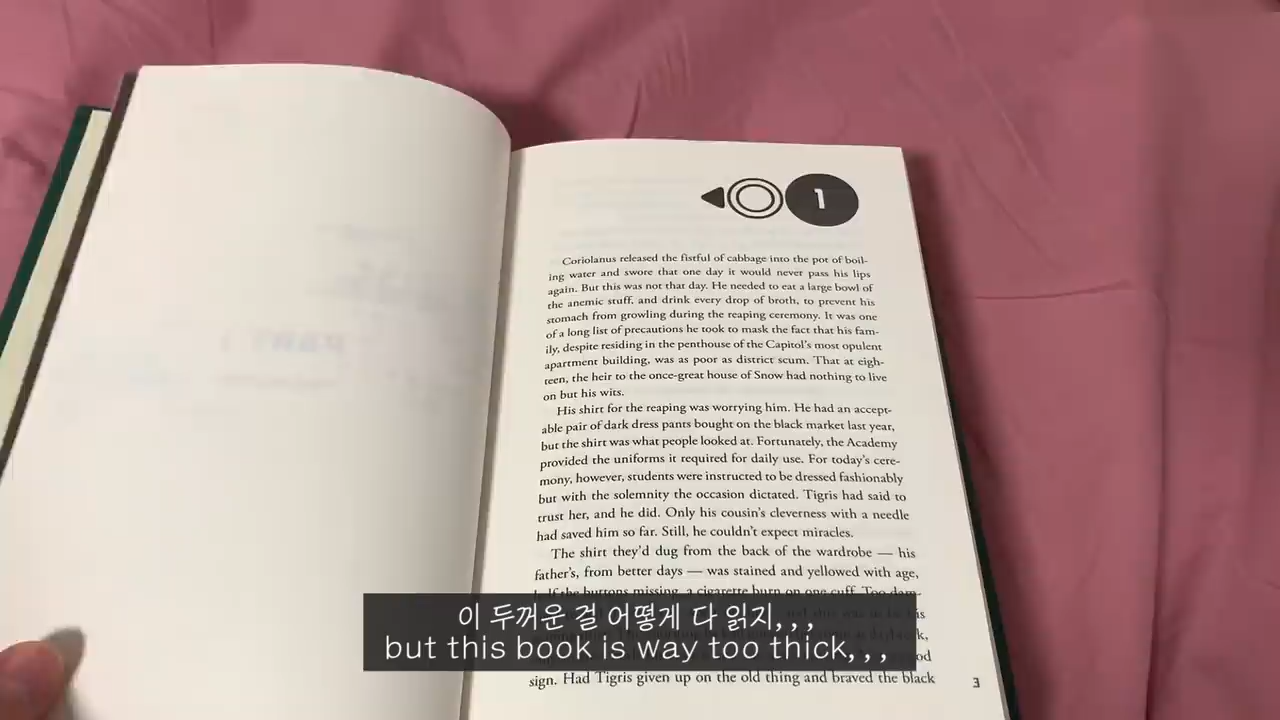 1
Coriolanus released the fistful of cabbage into the pot of boil-
ing water and swore that one day it would never pass his lips
again. But this was not that day. He needed to eat a large bowl of
the anemic stuff, and drink every drop of broth, to prevent his
stomach from growling during the reaping ceremony. It was one
of a long list of precautions he took to mask the fact that his fam-
ily, despite residing in the penthouse of the Capitol's most opulent
apartment building, was as poor as district scum. That at eigh-
teen, the heir to the once-great house of Snow had nothing to live
on but his wits.
His shirt for the reaping was worrying him. He had an accept-
able pair of dark dress pants bought on the black market last year,
but the shirt was what people looked at. Fortunately, the Academy
provided the uniforms it required for daily use. For today's cere-
mony, however, students were instructed to be dressed fashionably
but with the solemnity the occasion dictated. Tigris had said to
trust her, and he did. Only his cousin's cleverness with a needle
had saved him so far. Still, he couldn't expect miracles.
The shirt they'd dug from the back of the wardrobe — his
father's, from better days — was stained and yellowed with age,
half the buttons missing, a cigarette burn on one cuff. Too dam-
이 두꺼운 걸 어떻게 다 읽지,,,
but this book is way too thick,,,
sign. Had Tigris given up on the old thing and braved the black
3